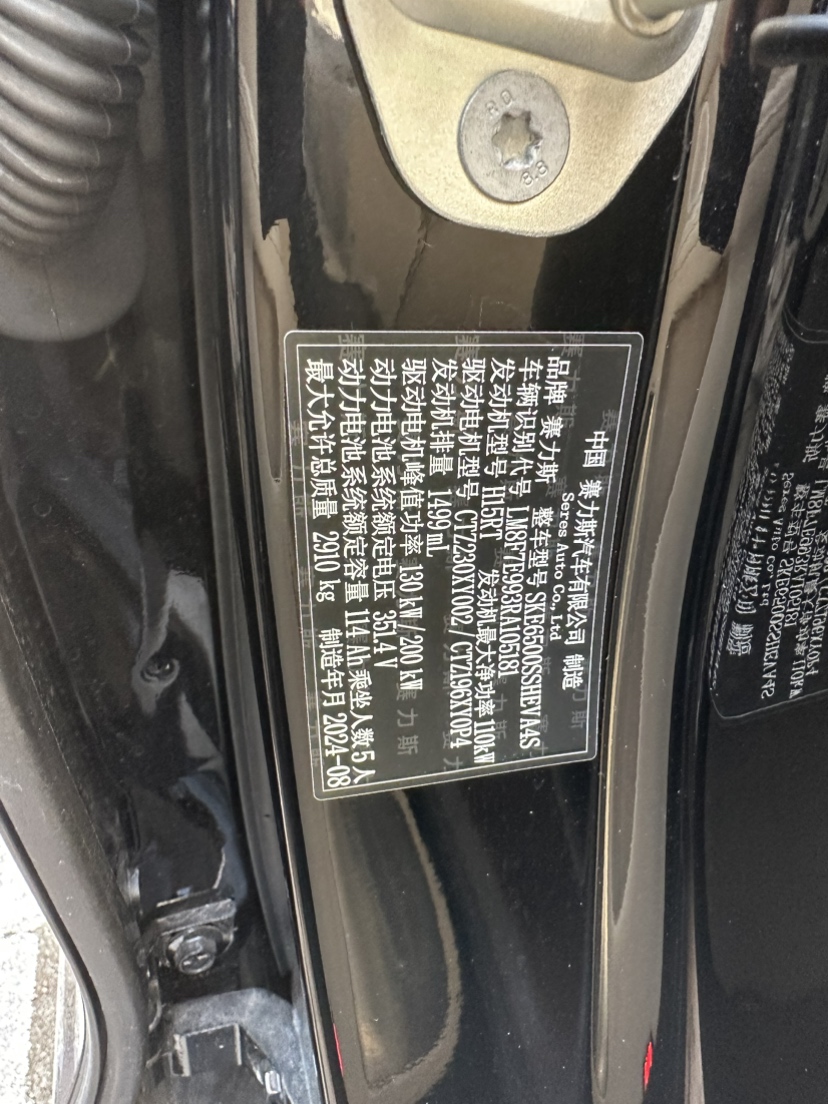 中国 赛力斯汽车有限公司 制造
Seres Auto Co., Ltd
品牌 赛力斯 整车型号 SKE6500SSHEVA4S
车辆识别代号 LM8F7E993RA105181
发动机型号 H15RT 发动机最大净功率 110kW
驱动电机型号 CTZ230XY002 / CTZ196XY0P4
发动机排量 1499 mL
驱动电机峰值功率 130 kW / 200 kW
动力电池系统额定电压 351.4 V
动力电池系统额定容量 114 Ah 乘坐人数 5 人
最大允许总质量 2910 kg 制造年月 2024-08
RD
8.8